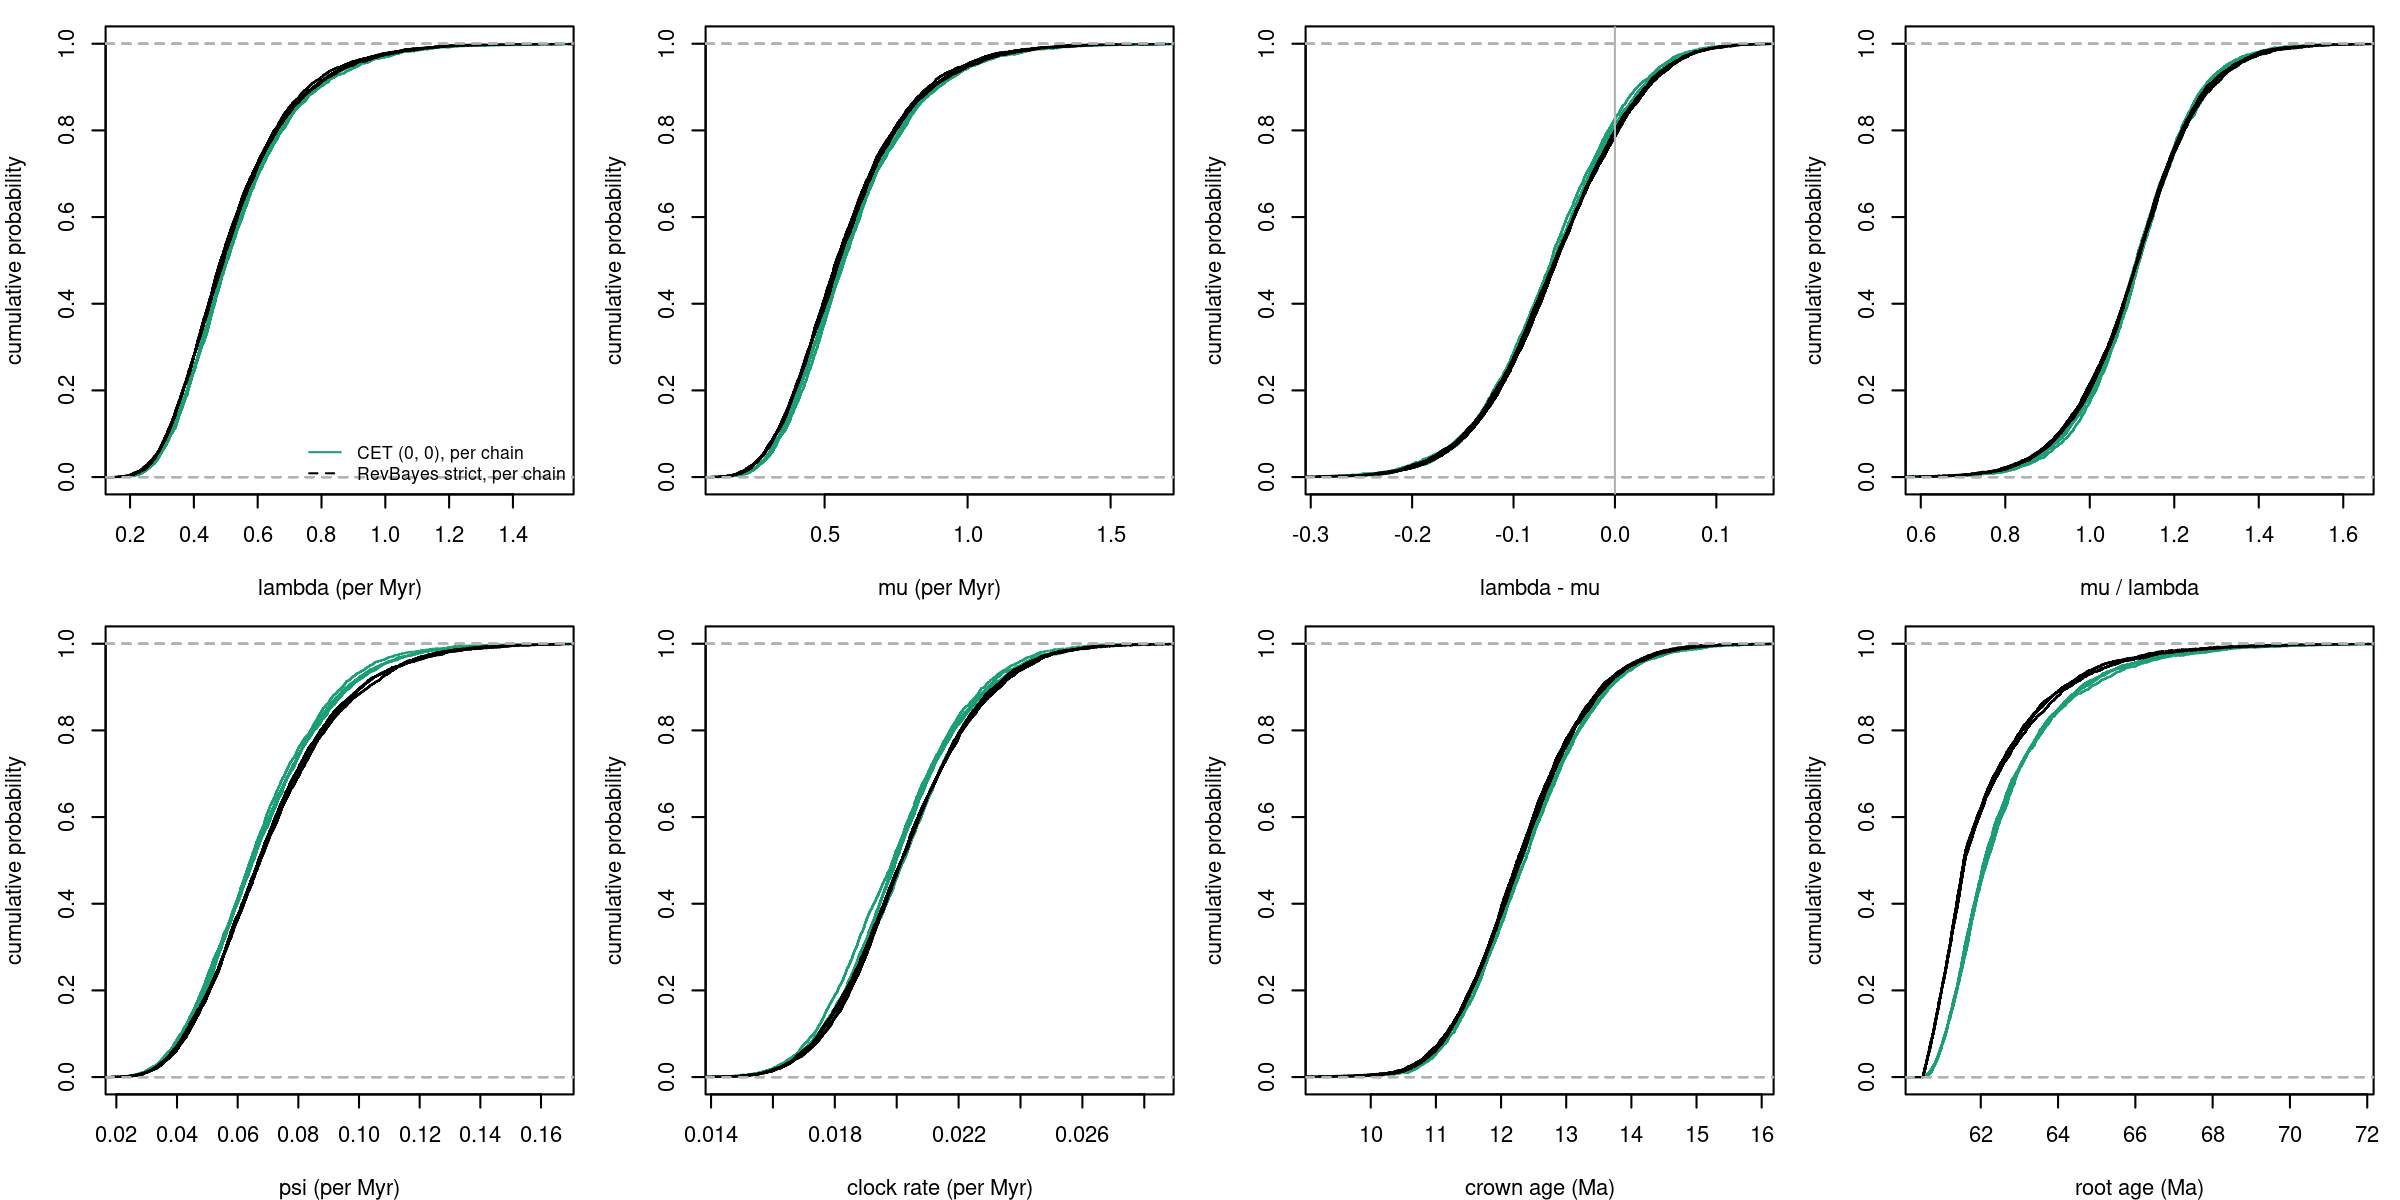 cumulative probability
0.0 0.2 0.4 0.6 0.8 1.0
CET (0, 0), per chain
RevBayes strict, per chain
0.2 0.4 0.6 0.8 1.0 1.2 1.4
lambda (per Myr)
cumulative probability
0.0 0.2 0.4 0.6 0.8 1.0
0.5 1.0 1.5
mu (per Myr)
cumulative probability
0.0 0.2 0.4 0.6 0.8 1.0
-0.3 -0.2 -0.1 0.0 0.1
lambda - mu
cumulative probability
0.0 0.2 0.4 0.6 0.8 1.0
0.6 0.8 1.0 1.2 1.4 1.6
mu / lambda
cumulative probability
0.0 0.2 0.4 0.6 0.8 1.0
0.02 0.04 0.06 0.08 0.10 0.12 0.14 0.16
psi (per Myr)
cumulative probability
0.0 0.2 0.4 0.6 0.8 1.0
0.014 0.018 0.022 0.026
clock rate (per Myr)
cumulative probability
0.0 0.2 0.4 0.6 0.8 1.0
10 11 12 13 14 15 16
crown age (Ma)
cumulative probability
0.0 0.2 0.4 0.6 0.8 1.0
62 64 66 68 70 72
root age (Ma)